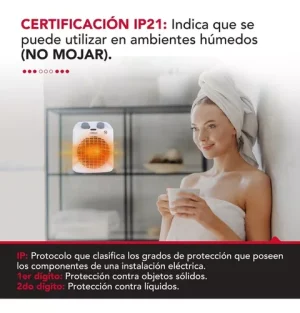 CERTIFICACIÓN IP21: Indica que se
puede utilizar en ambientes húmedos
(NO MOJAR).
IP: Protocolo que clasifica los grados de protección que poseen
los componentes de una instalación eléctrica.
1er dígito: Protección contra objetos sólidos.
2do dígito: Protección contra líquidos.